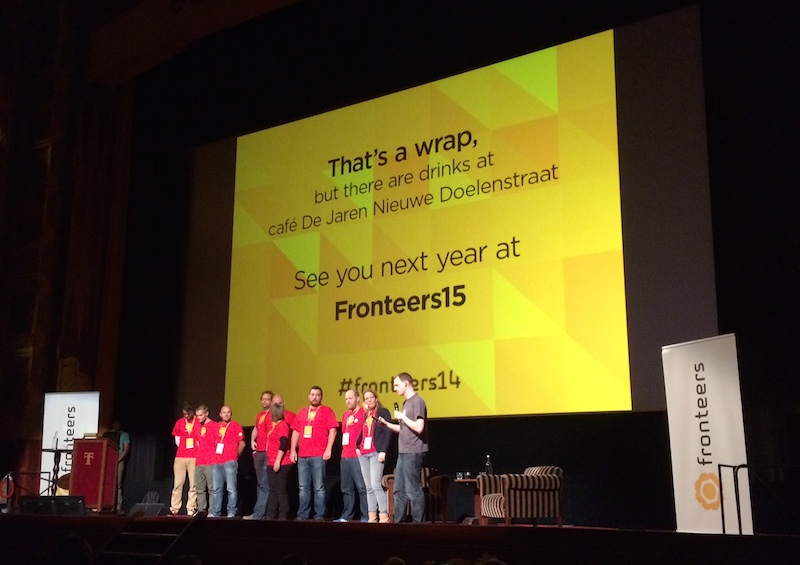 That's a wrap,
but there are drinks at
café De Jaren Nieuwe Doelenstraat
See you next year at
Fronteers15
#fronteers14
fronteers
T
fronteers